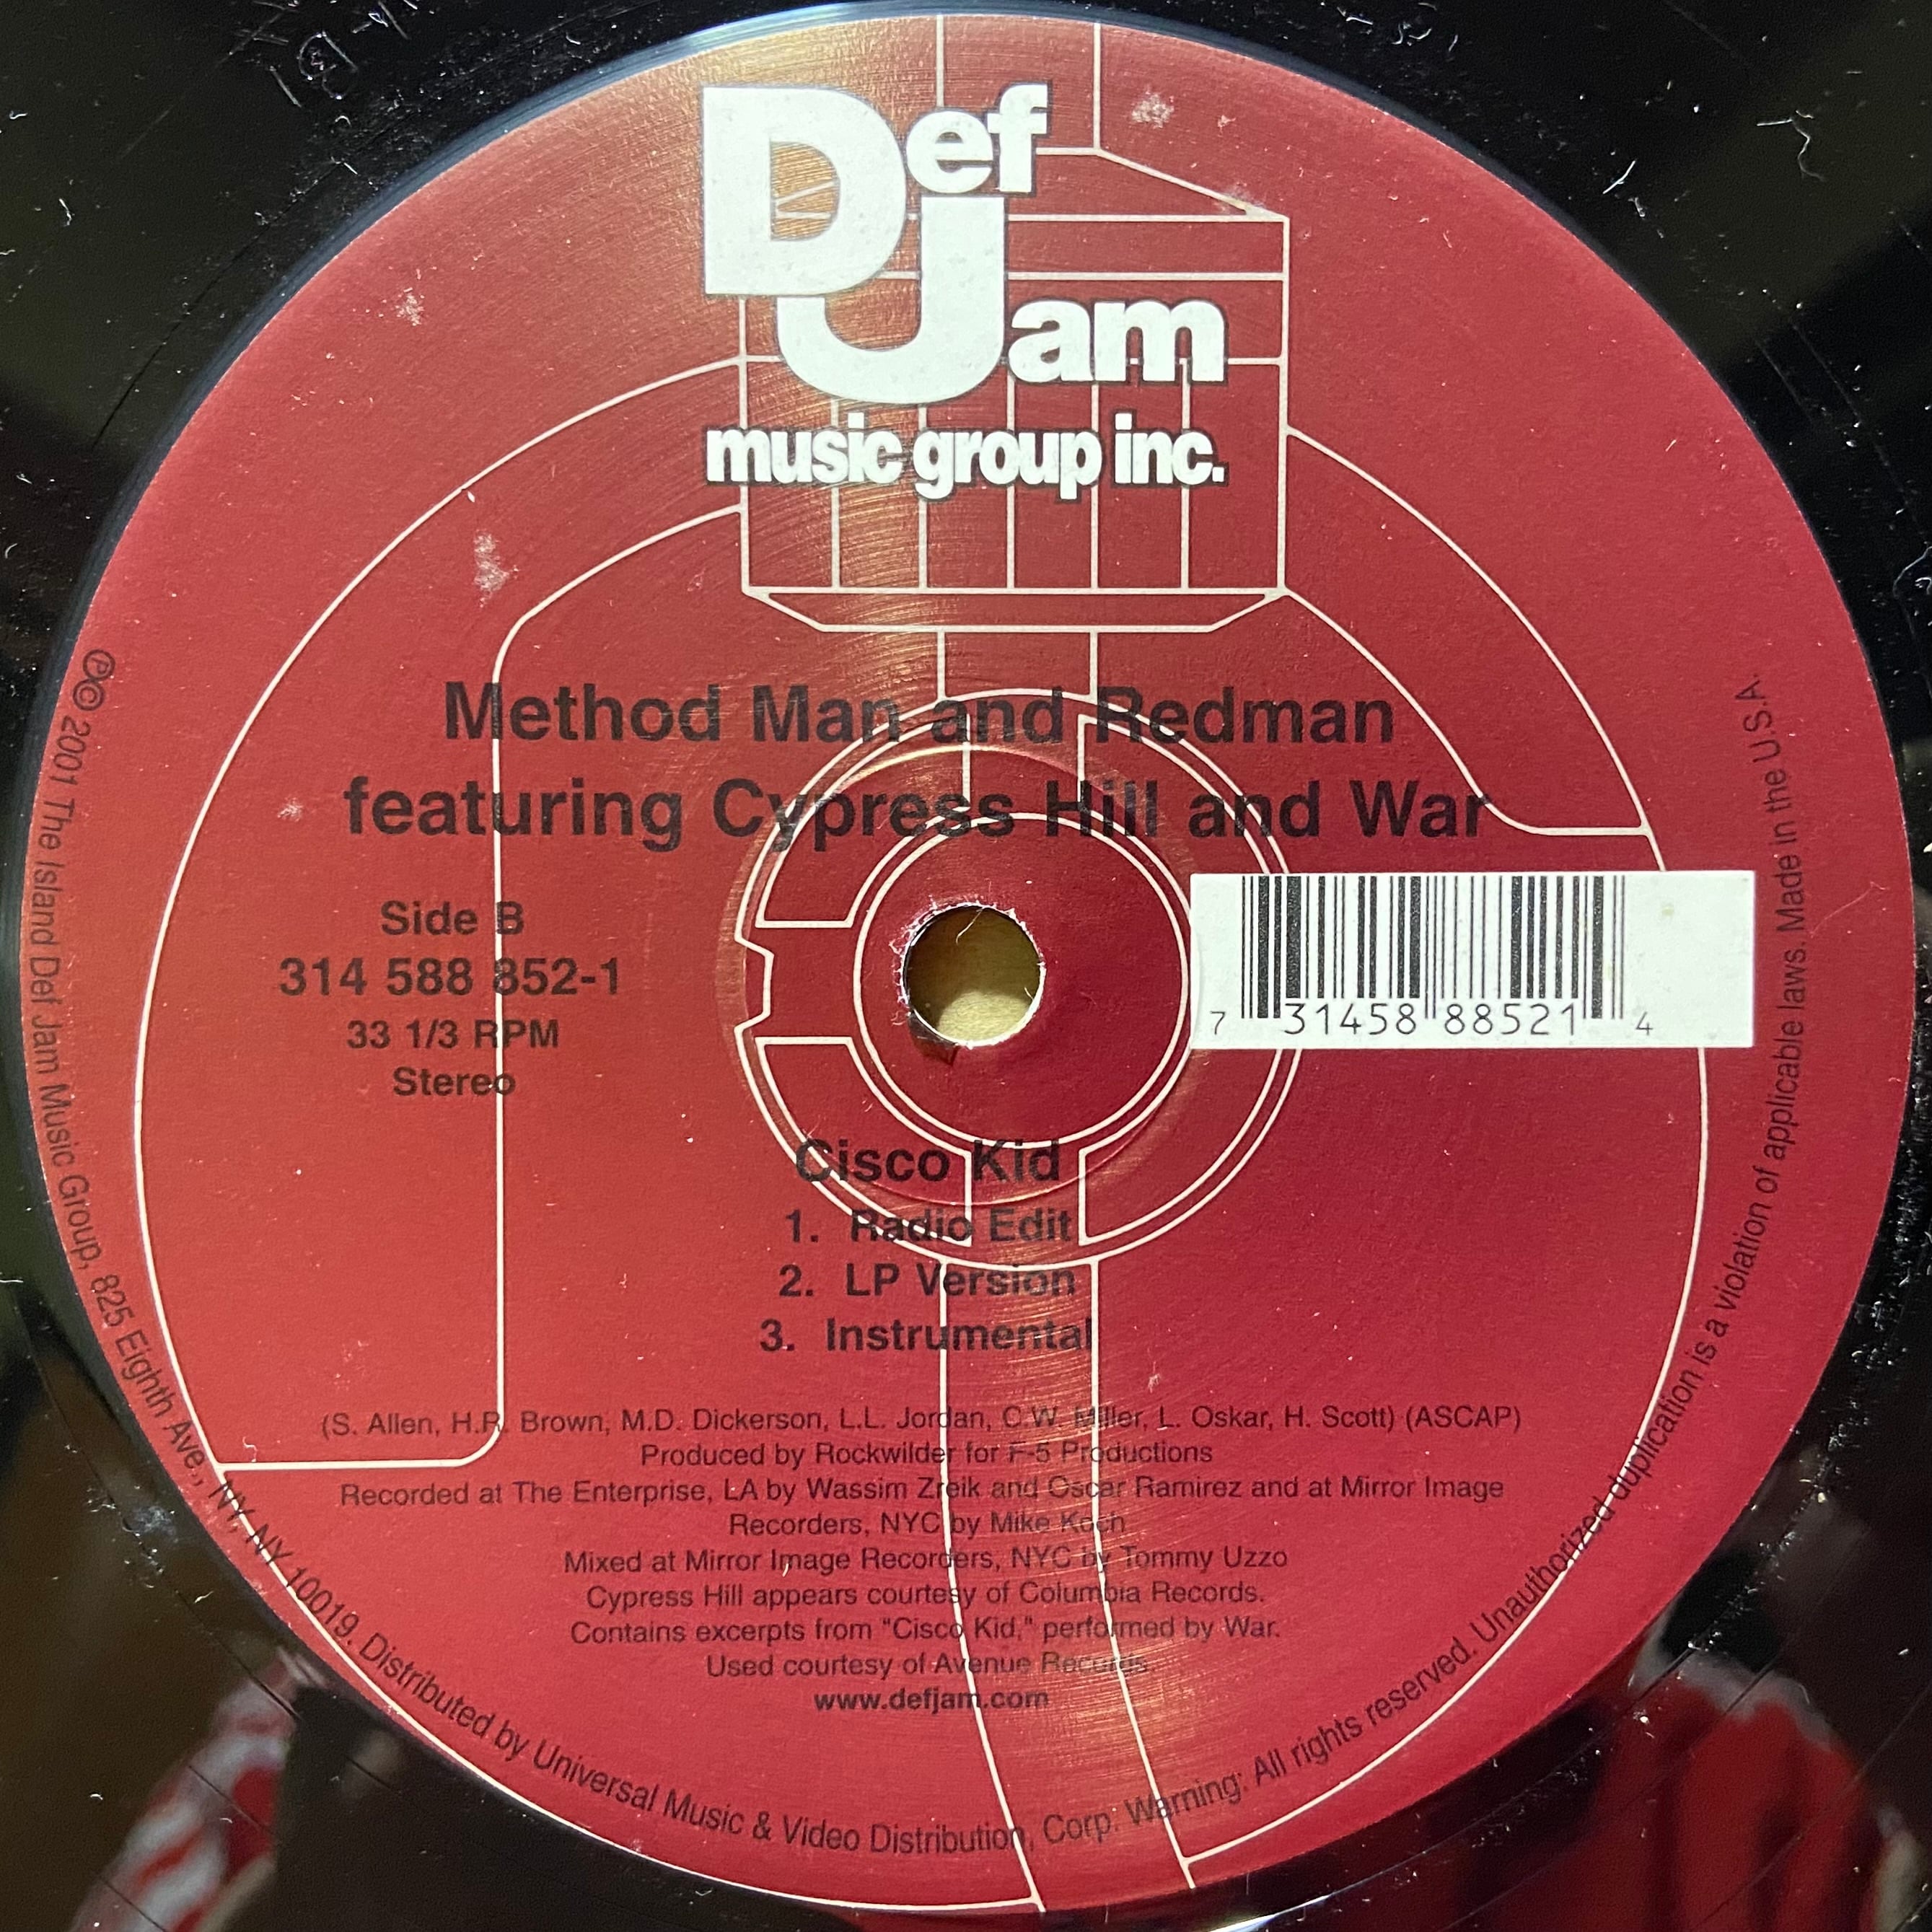 Def Jam
music group inc.
Method Man and Redman
featuring Cypress Hill and War
Side B
314 588 852-1
33 1/3 RPM
Stereo
7 31458 88521 4
Cisco Kid
1. Radio Edit
2. LP Version
3. Instrumental
(S. Allen, H.R. Brown, M.D. Dickerson, L.L. Jordan, C.W. Miller, L. Oskar, H. Scott) (ASCAP)
Produced by Rockwilder for F-5 Productions
Recorded at The Enterprise, LA by Wassim Zreik and Oscar Ramirez and at Mirror Image
Recorders, NYC by Mike Koch
Mixed at Mirror Image Recorders, NYC by Tommy Uzzo
Cypress Hill appears courtesy of Columbia Records.
Contains excerpts from "Cisco Kid," performed by War.
Used courtesy of Avenue Records.
www.defjam.com
℗© 2001 The Island Def Jam Music Group, 825 Eighth Ave., NY, NY 10019. Distributed by Universal Music & Video Distribution, Corp. Warning: All rights reserved. Unauthorized duplication is a violation of applicable laws. Made in the U.S.A.